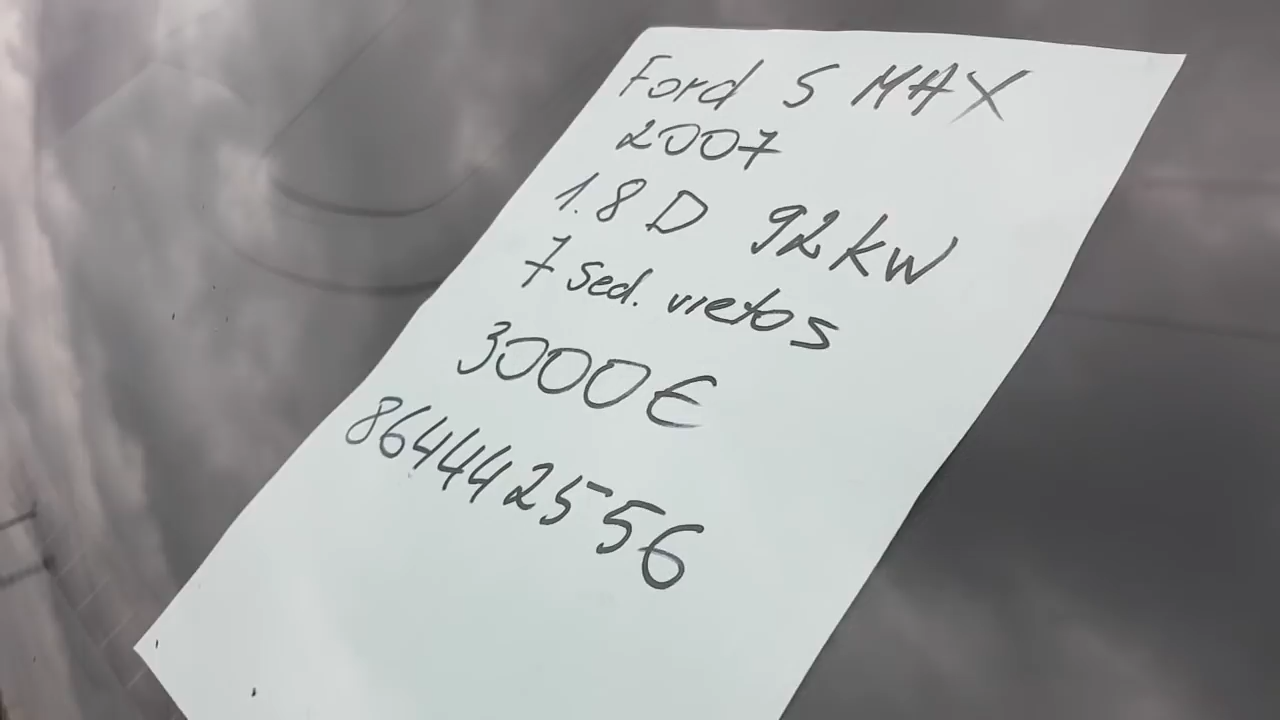 Ford S MAX
2007
1.8 D 92kW
7 sed. vietos
3000€
864442556